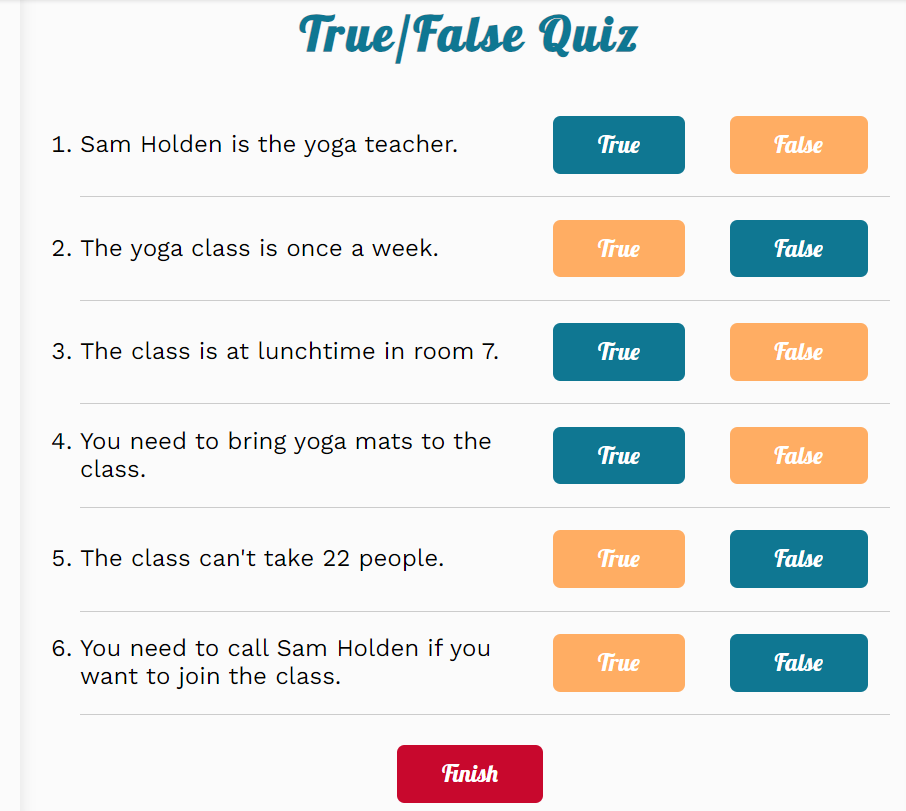 True/False Quiz
1. Sam Holden is the yoga teacher. True False
2. The yoga class is once a week. True False
3. The class is at lunchtime in room 7. True False
4. You need to bring yoga mats to the
class. True False
5. The class can't take 22 people. True False
6. You need to call Sam Holden if you
want to join the class. True False
Finish